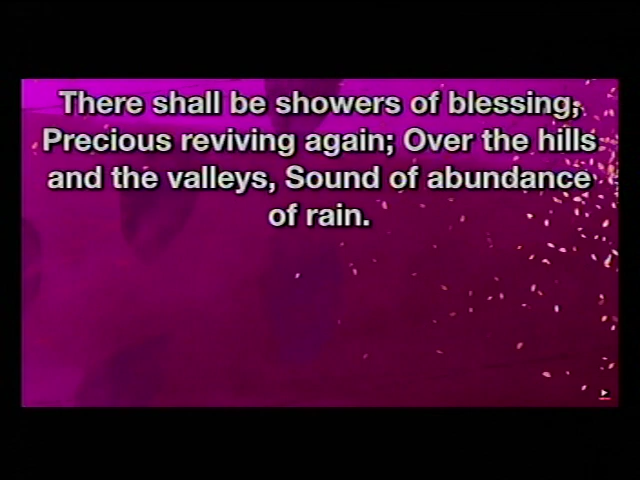 There shall be showers of blessing;
Precious reviving again; Over the hills
and the valleys, Sound of abundance
of rain.